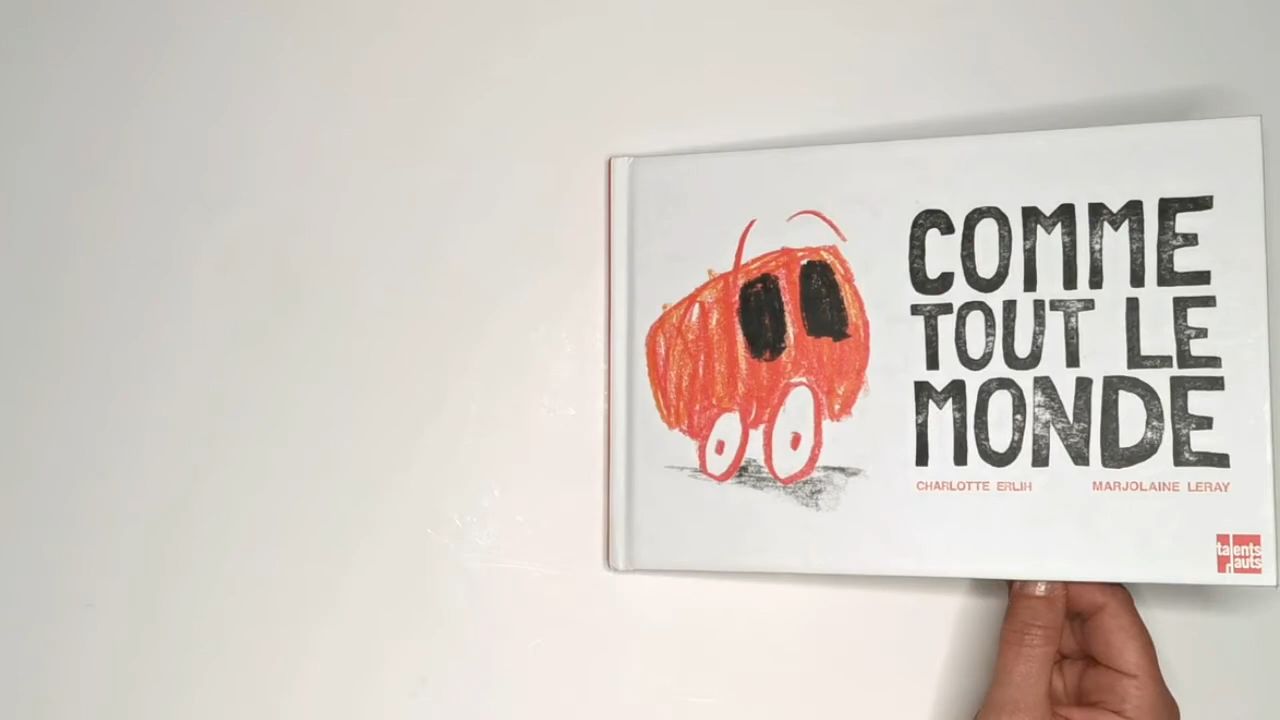 COMME
TOUT LE
MONDE
CHARLOTTE ERLIH MARJOLAINE LERAY
talents
hauts